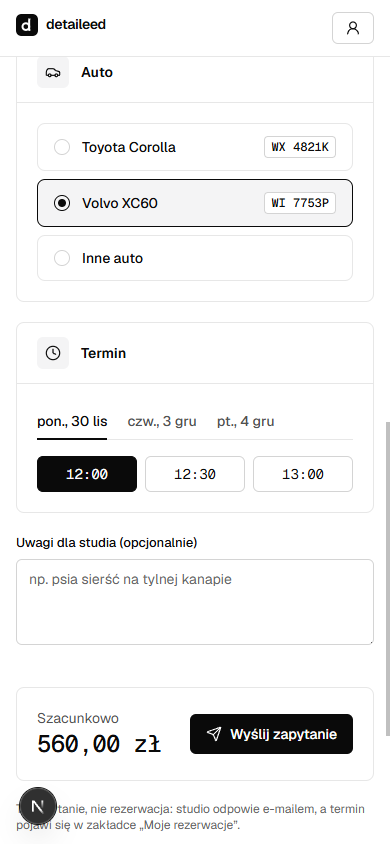 d detaileed
Auto
Toyota Corolla WX 4821K
Volvo XC60 WI 7753P
Inne auto
Termin
pon., 30 lis czw., 3 gru pt., 4 gru
12:00 12:30 13:00
Uwagi dla studia (opcjonalnie)
np. psia sierść na tylnej kanapie
Szacunkowo
560,00 zł Wyślij zapytanie
N
nie rezerwacja: studio odpowie e-mailem, a termin
się w zakładce „Moje rezerwacje”.